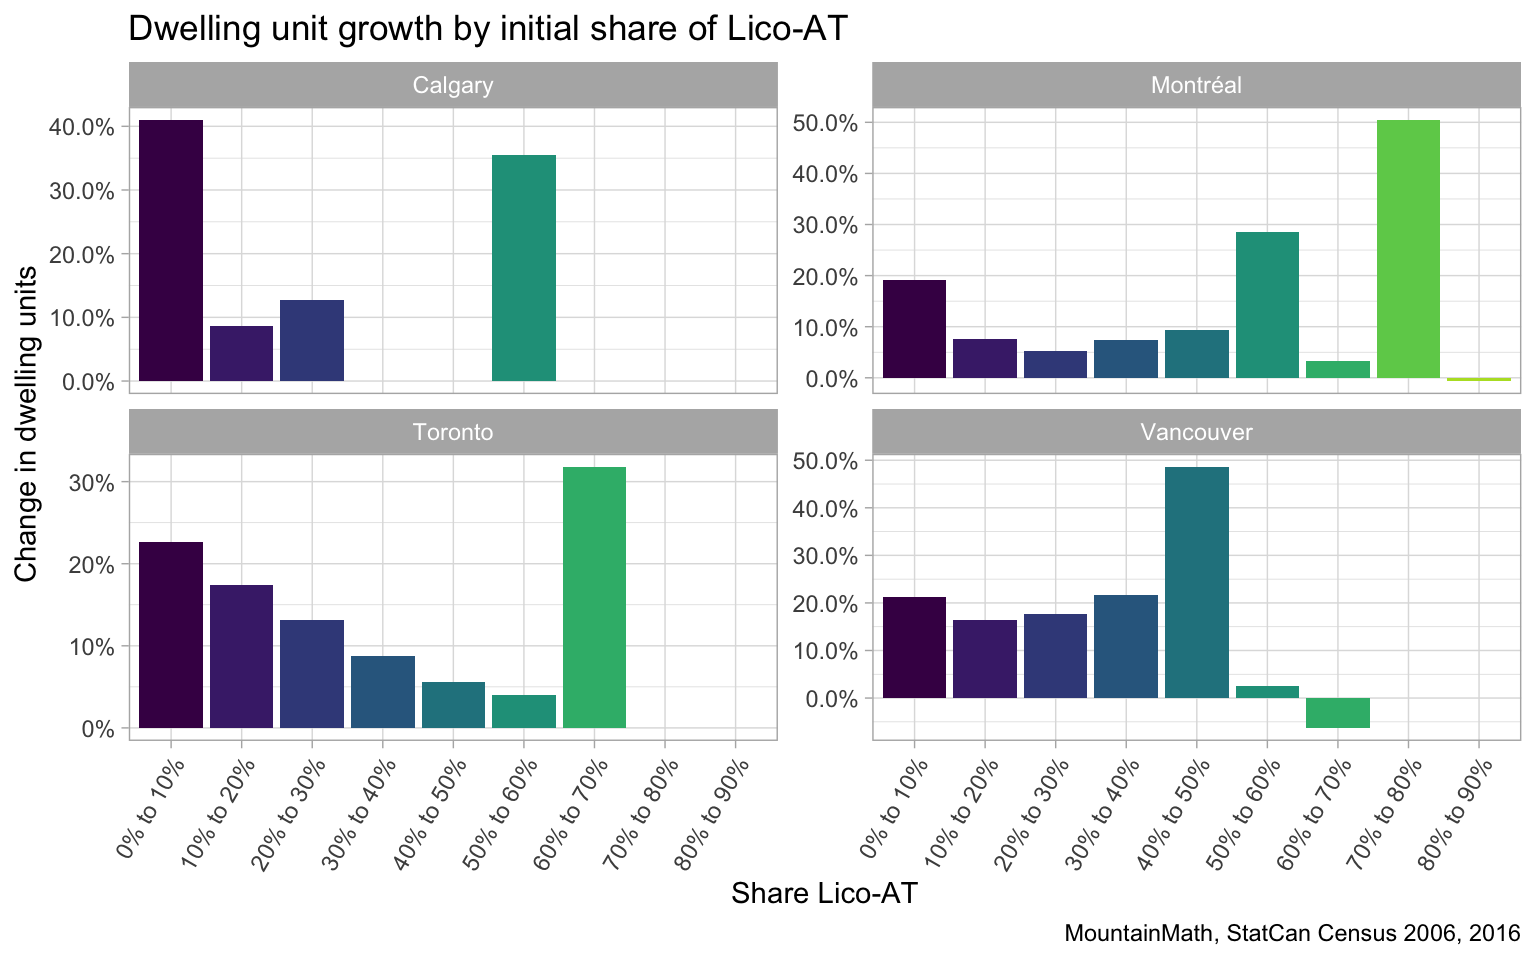 Dwelling unit growth by initial share of Lico-AT
Calgary
Montréal
40.0%
30.0%
20.0%
10.0%
0.0%
50.0%
40.0%
30.0%
20.0%
10.0%
0.0%
Change in dwelling units
Toronto
Vancouver
30%
20%
10%
0%
50.0%
40.0%
30.0%
20.0%
10.0%
0.0%
0% to 10%
10% to 20%
20% to 30%
30% to 40%
40% to 50%
50% to 60%
60% to 70%
70% to 80%
80% to 90%
0% to 10%
10% to 20%
20% to 30%
30% to 40%
40% to 50%
50% to 60%
60% to 70%
70% to 80%
80% to 90%
Share Lico-AT
MountainMath, StatCan Census 2006, 2016